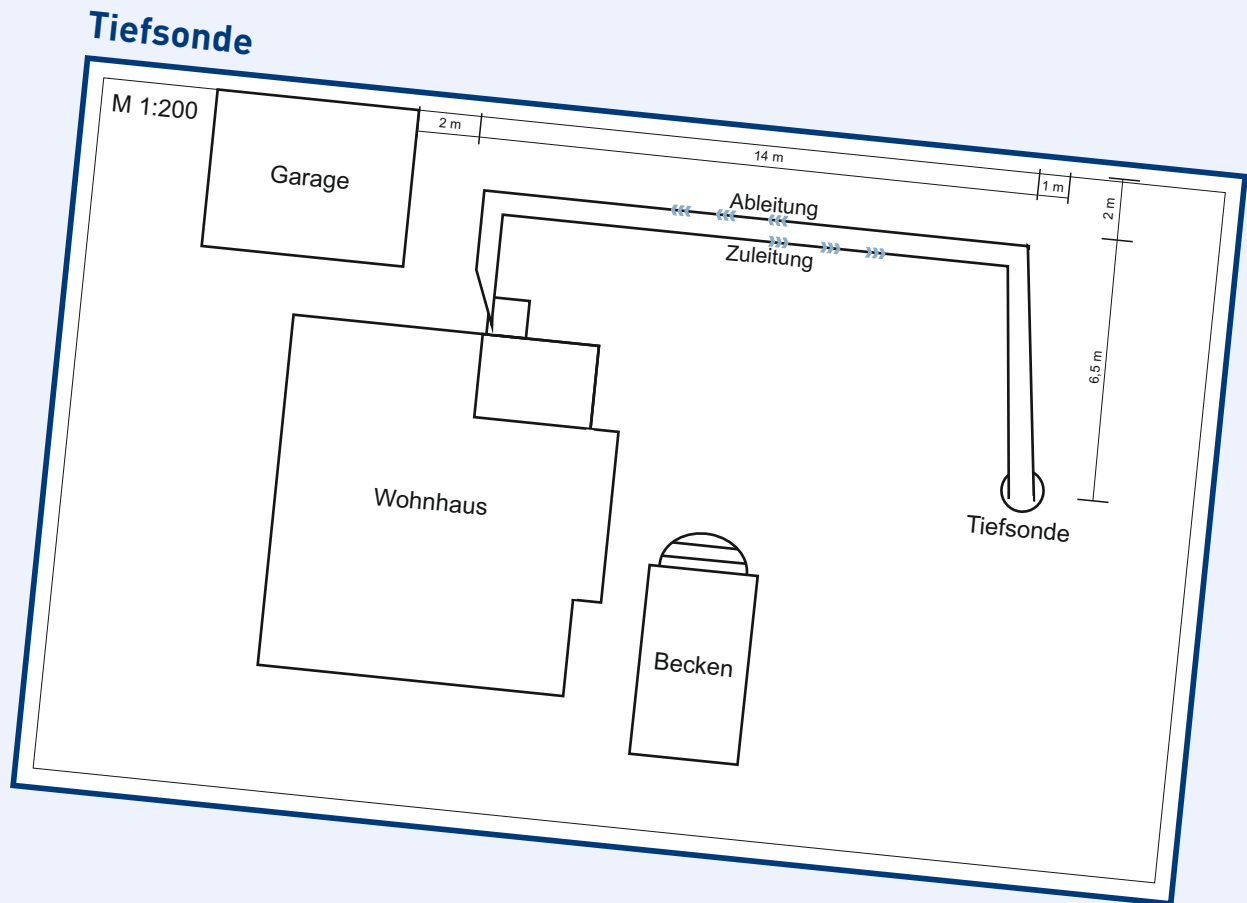 Tiefsonde
M 1:200
2 m
14 m
1 m
2 m
Garage
Ableitung
Zuleitung
6,5 m
Wohnhaus
Tiefsonde
Becken